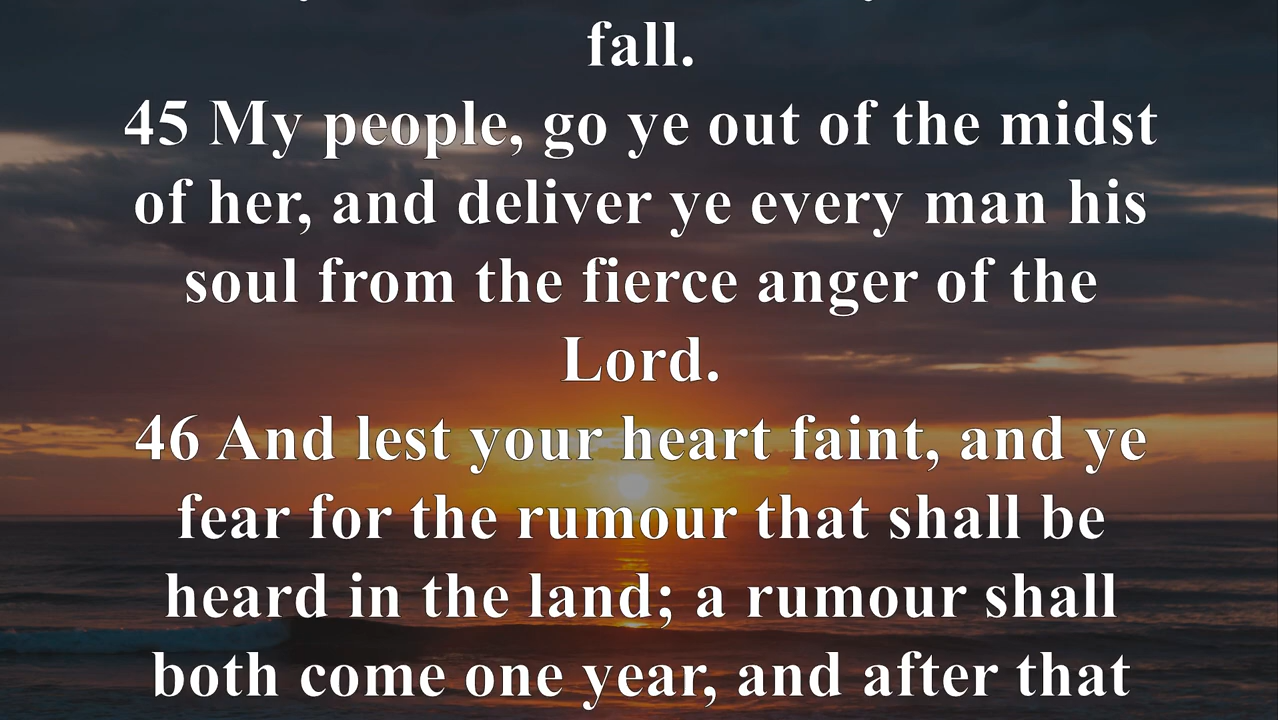 fall.
45 My people, go ye out of the midst
of her, and deliver ye every man his
soul from the fierce anger of the
Lord.
46 And lest your heart faint, and ye
fear for the rumour that shall be
heard in the land; a rumour shall
both come one year, and after that